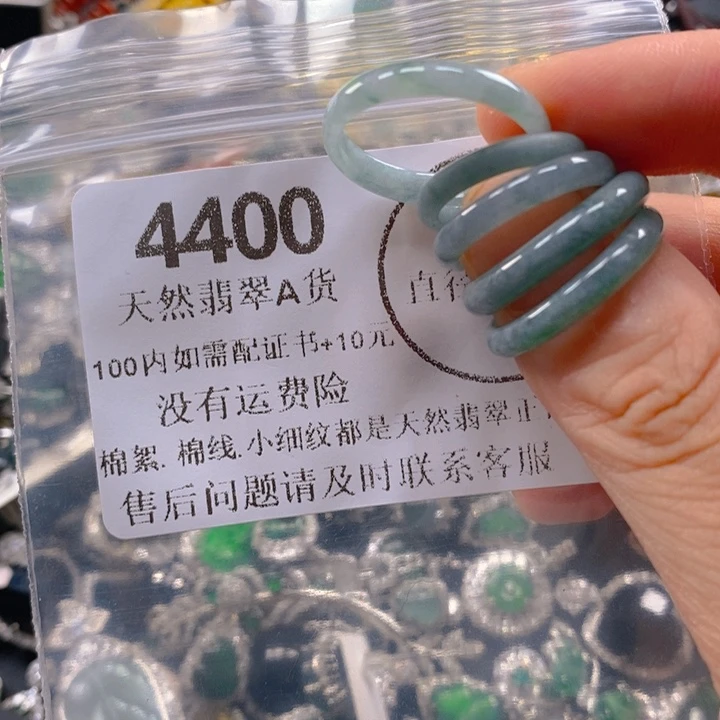 4400
天然翡翠A货
直
100内如需配证书+10元
没有运费险
棉絮.棉线.小细纹都是天然翡翠正
售后问题请及时联系客服